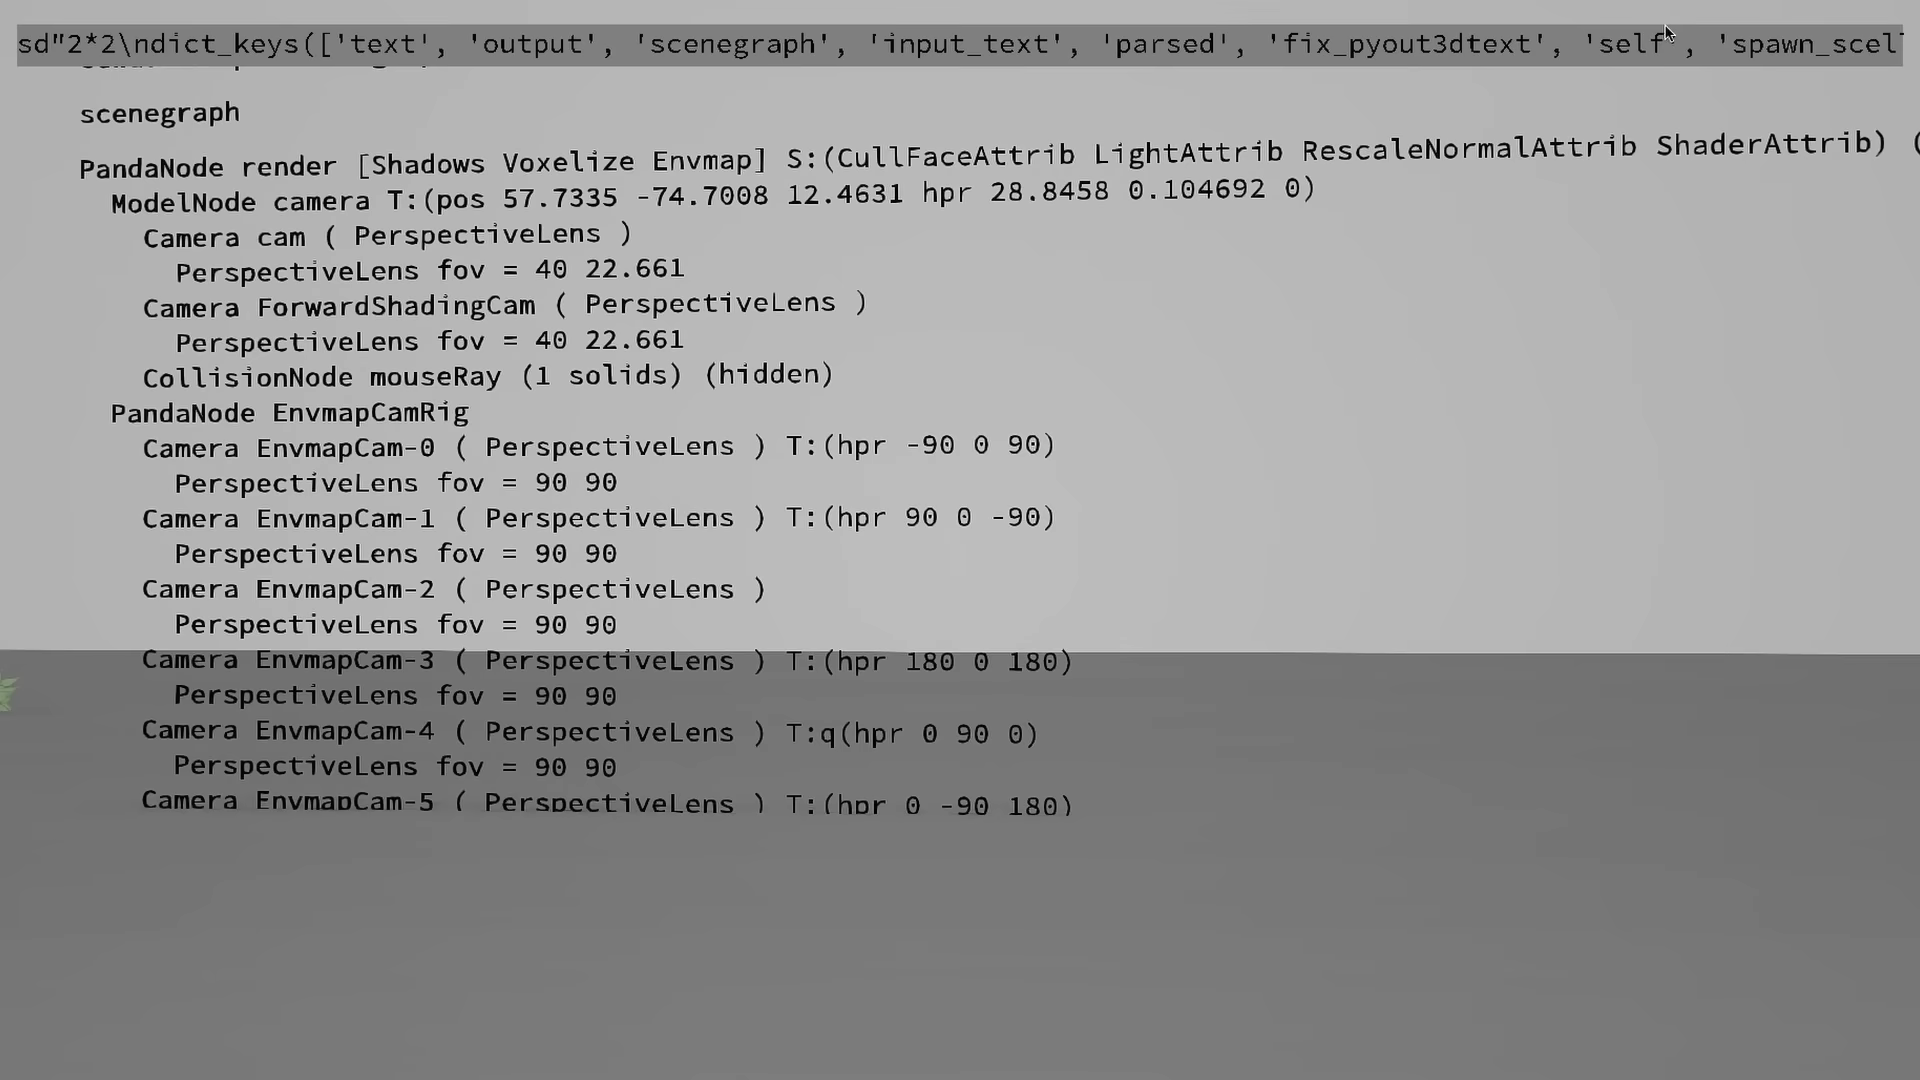 sd"2*2\ndict_keys(['text', 'output', 'scenegraph', 'input_text', 'parsed', 'fix_pyout3dtext', 'self', 'spawn_scel
scenegraph
PandaNode render [Shadows Voxelize Envmap] S:(CullFaceAttrib LightAttrib RescaleNormalAttrib ShaderAttrib) (
ModelNode camera T:(pos 57.7335 -74.7008 12.4631 hpr 28.8458 0.104692 0)
Camera cam ( PerspectiveLens )
PerspectiveLens fov = 40 22.661
Camera ForwardShadingCam ( PerspectiveLens )
PerspectiveLens fov = 40 22.661
CollisionNode mouseRay (1 solids) (hidden)
PandaNode EnvmapCamRig
Camera EnvmapCam-0 ( PerspectiveLens ) T:(hpr -90 0 90)
PerspectiveLens fov = 90 90
Camera EnvmapCam-1 ( PerspectiveLens ) T:(hpr 90 0 -90)
PerspectiveLens fov = 90 90
Camera EnvmapCam-2 ( PerspectiveLens )
PerspectiveLens fov = 90 90
Camera EnvmapCam-3 ( PerspectiveLens ) T:(hpr 180 0 180)
PerspectiveLens fov = 90 90
Camera EnvmapCam-4 ( PerspectiveLens ) T:q(hpr 0 90 0)
PerspectiveLens fov = 90 90
Camera EnvmapCam-5 ( PerspectiveLens ) T:(hpr 0 -90 180)